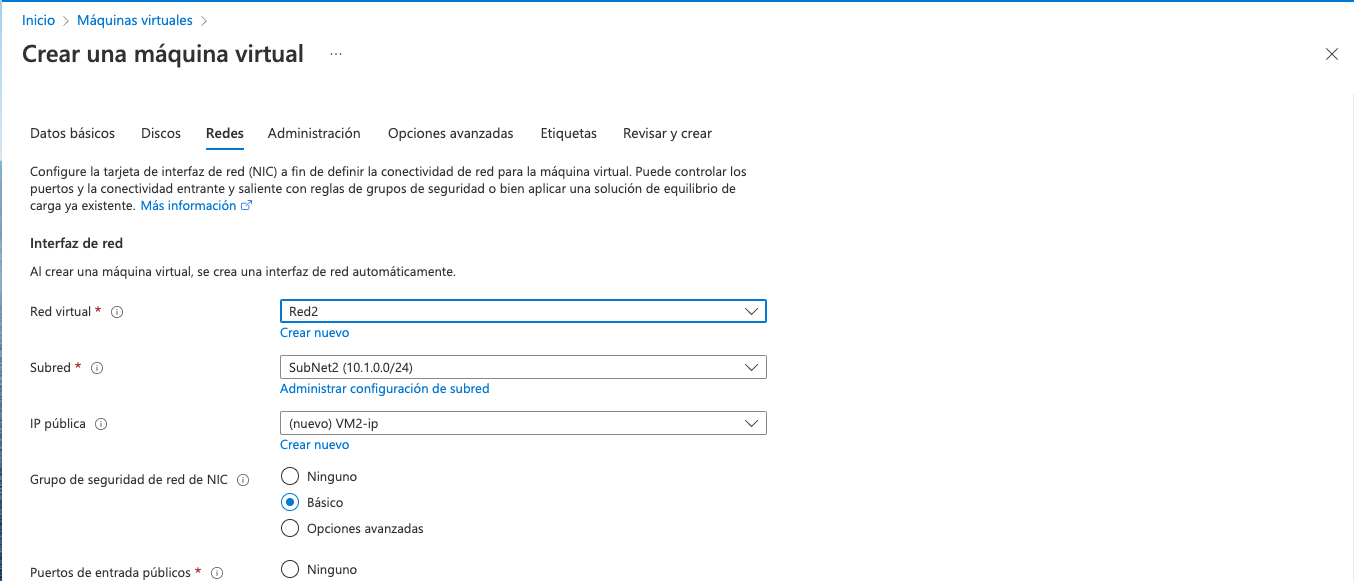 Inicio > Máquinas virtuales >
Crear una máquina virtual ...
Datos básicos Discos Redes Administración Opciones avanzadas Etiquetas Revisar y crear
Configure la tarjeta de interfaz de red (NIC) a fin de definir la conectividad de red para la máquina virtual. Puede controlar los
puertos y la conectividad entrante y saliente con reglas de grupos de seguridad o bien aplicar una solución de equilibrio de
carga ya existente. Más información
Interfaz de red
Al crear una máquina virtual, se crea una interfaz de red automáticamente.
Red virtual * Red2
Crear nuevo
Subred * SubNet2 (10.1.0.0/24)
Administrar configuración de subred
IP pública (nuevo) VM2-ip
Crear nuevo
Grupo de seguridad de red de NIC Ninguno
Básico
Opciones avanzadas
Puertos de entrada públicos * Ninguno